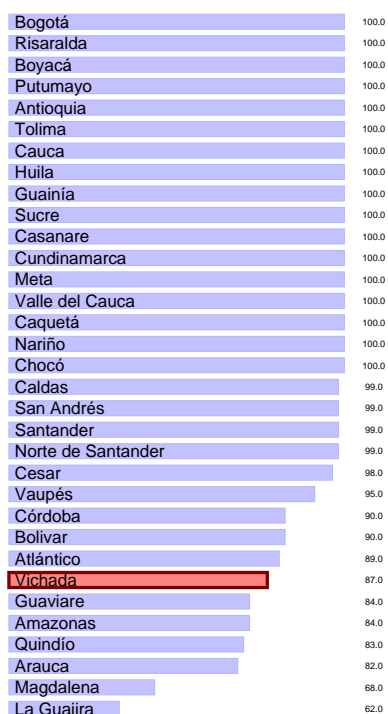 Bogotá 100.0
Risaralda 100.0
Boyacá 100.0
Putumayo 100.0
Antioquia 100.0
Tolima 100.0
Cauca 100.0
Huila 100.0
Guainía 100.0
Sucre 100.0
Casanare 100.0
Cundinamarca 100.0
Meta 100.0
Valle del Cauca 100.0
Caquetá 100.0
Nariño 100.0
Chocó 100.0
Caldas 99.0
San Andrés 99.0
Santander 99.0
Norte de Santander 99.0
Cesar 98.0
Vaupés 95.0
Córdoba 90.0
Bolivar 90.0
Atlántico 89.0
Vichada 87.0
Guaviare 84.0
Amazonas 84.0
Quindío 83.0
Arauca 82.0
Magdalena 68.0
La Guajira 62.0